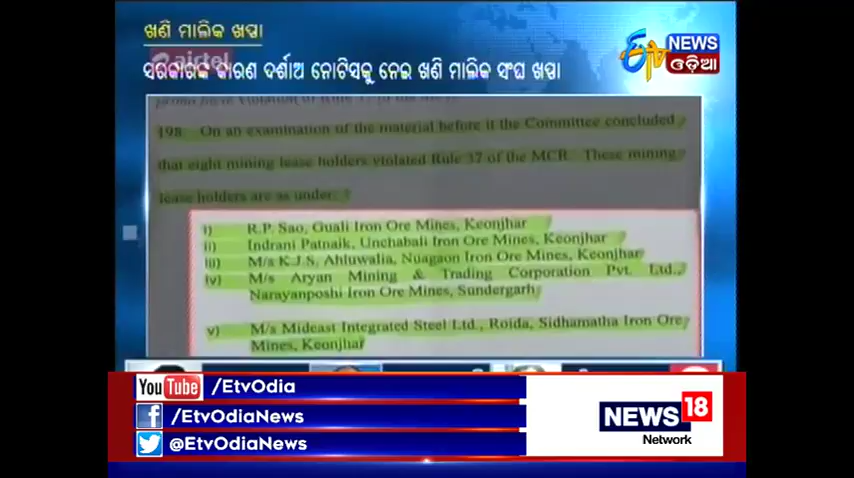 ଖଣି ମାଲିକ ଖପ୍ପା
airtel
ସରକାରଙ୍କ କାରଣ ଦର୍ଶାଅ ନୋଟିସକୁ ନେଇ ଖଣି ମାଲିକ ସଂଘ ଖପ୍ପା
etv NEWS
ଓଡ଼ିଆ
198. On an examination of the material before it the Committee concluded
that eight mining lease holders violated Rule 37 of the MCR. These mining
lease holders are as under:
i) R.P. Sao, Guali Iron Ore Mines, Keonjhar
ii) Indrani Patnaik, Unchabali Iron Ore Mines, Keonjhar
iii) M/s K.J.S. Ahluwalia, Nuagaon Iron Ore Mines, Keonjhar
iv) M/s Aryan Mining & Trading Corporation Pvt. Ltd.,
Narayanposhi Iron Ore Mines, Sundergarh
v) M/s Mideast Integrated Steel Ltd., Roida, Sidhamatha Iron Ore
Mines, Keonjhar
YouTube /EtvOdia
/EtvOdiaNews
@EtvOdiaNews
NEWS 18
Network